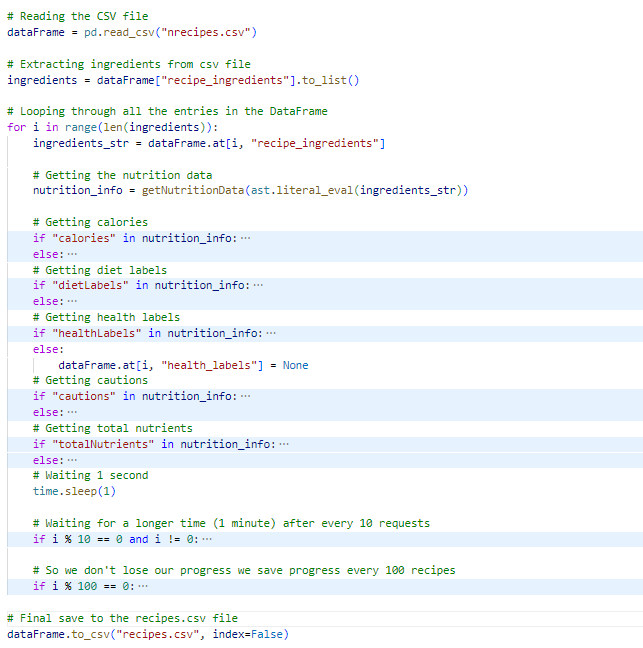 # Reading the CSV file
dataFrame = pd.read_csv("nrecipes.csv")
# Extracting ingredients from csv file
ingredients = dataFrame["recipe_ingredients"].to_list()
# Looping through all the entries in the DataFrame
for i in range(len(ingredients)):
ingredients_str = dataFrame.at[i, "recipe_ingredients"]
# Getting the nutrition data
nutrition_info = getNutritionData(ast.literal_eval(ingredients_str))
# Getting calories
if "calories" in nutrition_info:···
else:···
# Getting diet labels
if "dietLabels" in nutrition_info:···
else:···
# Getting health labels
if "healthLabels" in nutrition_info:···
else:
dataFrame.at[i, "health_labels"] = None
# Getting cautions
if "cautions" in nutrition_info:···
else:···
# Getting total nutrients
if "totalNutrients" in nutrition_info:···
else:···
# Waiting 1 second
time.sleep(1)
# Waiting for a longer time (1 minute) after every 10 requests
if i % 10 == 0 and i != 0:···
# So we don't lose our progress we save progress every 100 recipes
if i % 100 == 0:···
# Final save to the recipes.csv file
dataFrame.to_csv("recipes.csv", index=False)